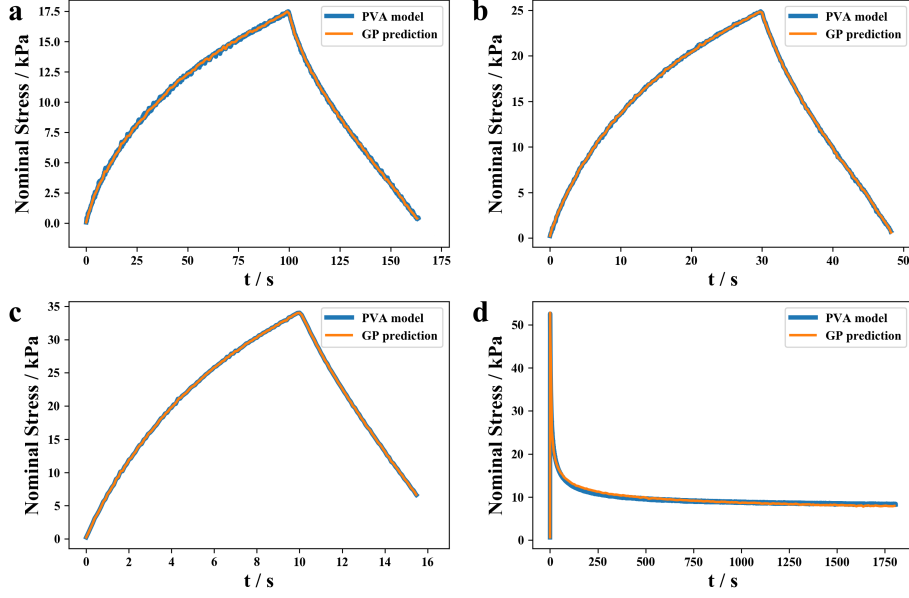 a
PVA model
GP prediction
Nominal Stress / kPa
17.5
15.0
12.5
10.0
7.5
5.0
2.5
0.0
0 25 50 75 100 125 150 175
t / s
b
PVA model
GP prediction
Nominal Stress / kPa
25
20
15
10
5
0
0 10 20 30 40 50
t / s
c
PVA model
GP prediction
Nominal Stress / kPa
35
30
25
20
15
10
5
0
0 2 4 6 8 10 12 14 16
t / s
d
PVA model
GP prediction
Nominal Stress / kPa
50
40
30
20
10
0
0 250 500 750 1000 1250 1500 1750
t / s